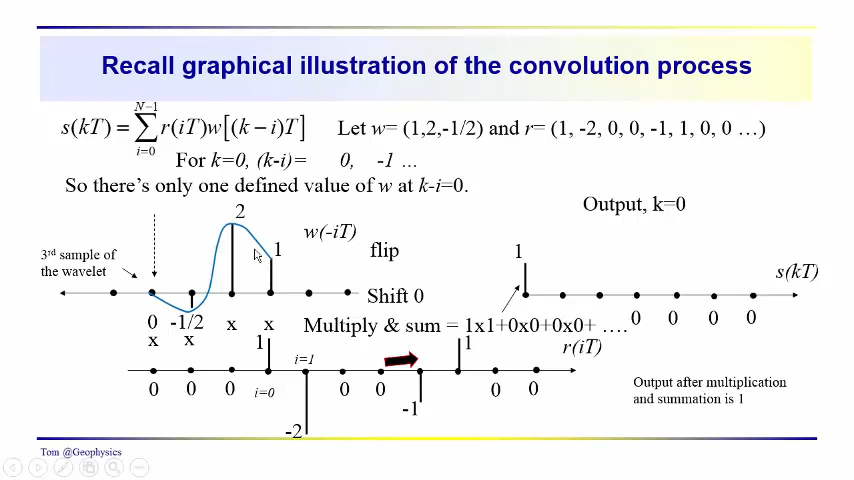 Recall graphical illustration of the convolution process
s(kT) = N−1 ∑ i=0 r(iT)w[(k − i)T]
Let w= (1,2,-1/2) and r= (1, -2, 0, 0, -1, 1, 0, 0 …)
For k=0, (k-i)= 0, -1 …
So there's only one defined value of w at k-i=0.
Output, k=0
2
w(-iT)
3rd sample of
the wavelet
1
flip
1
s(kT)
Shift 0
0 -1/2 x x
Multiply & sum = 1x1+0x0+0x0+ ….
0 0 0 0
x x
1
i=1
1
r(iT)
0 0 0 i=0 0 0 -1 0 0
Output after multiplication
and summation is 1
-2
Tom @Geophysics